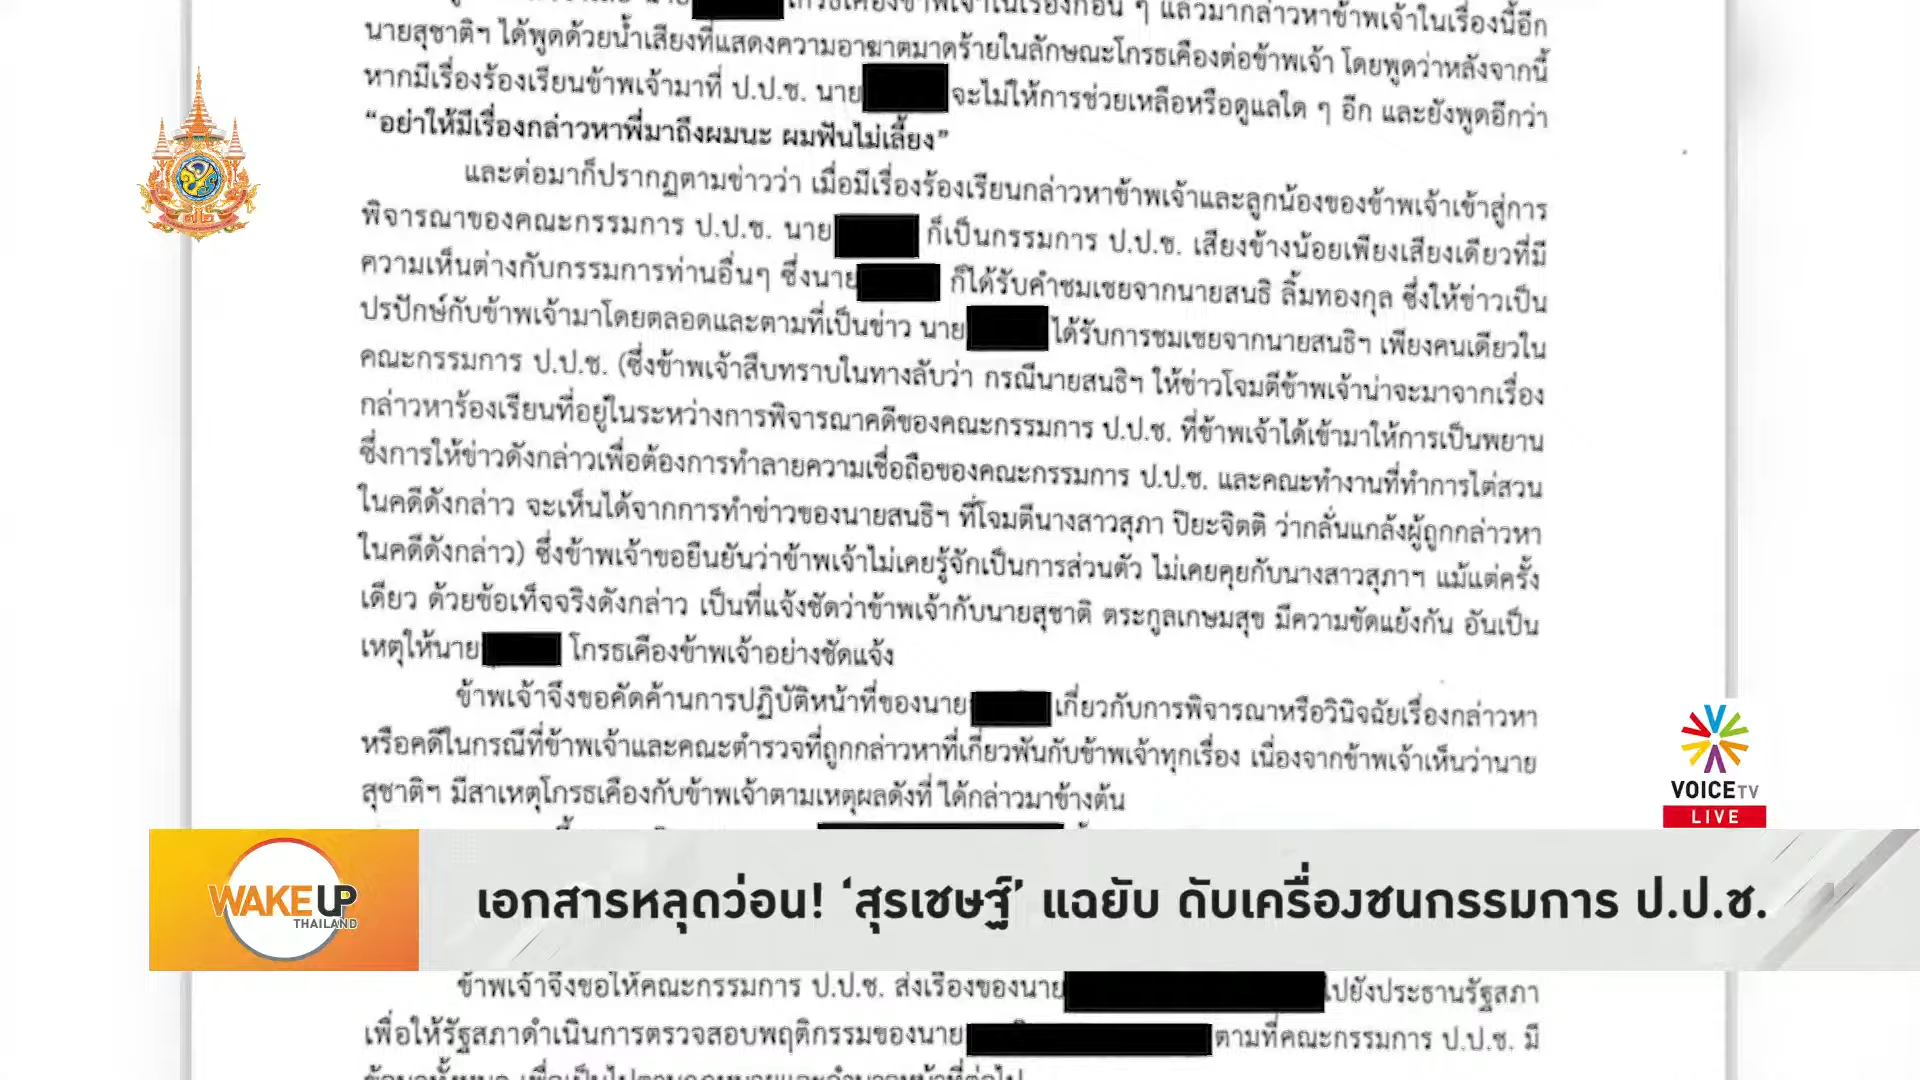 โกรธเคืองข้าพเจ้าในเรื่องก่อน ๆ แล้วมากล่าวหาข้าพเจ้าในเรื่องนี้อีก
นายสุชาติฯ ได้พูดด้วยน้ำเสียงที่แสดงความอาฆาตมาดร้ายในลักษณะโกรธเคืองต่อข้าพเจ้า โดยพูดว่าหลังจากนี้
หากมีเรื่องร้องเรียนข้าพเจ้ามาที่ ป.ป.ช. นาย จะไม่ให้การช่วยเหลือหรือดูแลใด ๆ อีก และยังพูดอีกว่า
“อย่าให้มีเรื่องกล่าวหาพี่มาถึงผมนะ ผมฟันไม่เลี้ยง”
และต่อมาก็ปรากฏตามข่าวว่า เมื่อมีเรื่องร้องเรียนกล่าวหาข้าพเจ้าและลูกน้องของข้าพเจ้าเข้าสู่การ
พิจารณาของคณะกรรมการ ป.ป.ช. นาย ก็เป็นกรรมการ ป.ป.ช. เสียงข้างน้อยเพียงเสียงเดียวที่มี
ความเห็นต่างกับกรรมการท่านอื่นๆ ซึ่งนาย ก็ได้รับคำชมเชยจากนายสนธิ ลิ้มทองกุล ซึ่งให้ข่าวเป็น
ปรปักษ์กับข้าพเจ้ามาโดยตลอดและตามที่เป็นข่าว นาย ได้รับการชมเชยจากนายสนธิฯ เพียงคนเดียวใน
คณะกรรมการ ป.ป.ช. (ซึ่งข้าพเจ้าสืบทราบในทางลับว่า กรณีนายสนธิฯ ให้ข่าวโจมตีข้าพเจ้าน่าจะมาจากเรื่อง
กล่าวหาร้องเรียนที่อยู่ในระหว่างการพิจารณาคดีของคณะกรรมการ ป.ป.ช. ที่ข้าพเจ้าได้เข้ามาให้การเป็นพยาน
ซึ่งการให้ข่าวดังกล่าวเพื่อต้องการทำลายความเชื่อถือของคณะกรรมการ ป.ป.ช. และคณะทำงานที่ทำการไต่สวน
ในคดีดังกล่าว จะเห็นได้จากการทำข่าวของนายสนธิฯ ที่โจมตีนางสาวสุภา ปิยะจิตติ ว่ากลั่นแกล้งผู้ถูกกล่าวหา
ในคดีดังกล่าว) ซึ่งข้าพเจ้าขอยืนยันว่าข้าพเจ้าไม่เคยรู้จักเป็นการส่วนตัว ไม่เคยคุยกับนางสาวสุภาฯ แม้แต่ครั้ง
เดียว ด้วยข้อเท็จจริงดังกล่าว เป็นที่แจ้งชัดว่าข้าพเจ้ากับนายสุชาติ ตระกูลเกษมสุข มีความขัดแย้งกัน อันเป็น
เหตุให้นาย โกรธเคืองข้าพเจ้าอย่างชัดแจ้ง
ข้าพเจ้าจึงขอคัดค้านการปฏิบัติหน้าที่ของนาย เกี่ยวกับการพิจารณาหรือวินิจฉัยเรื่องกล่าวหา
หรือคดีในกรณีที่ข้าพเจ้าและคณะตำรวจที่ถูกกล่าวหาที่เกี่ยวพันกับข้าพเจ้าทุกเรื่อง เนื่องจากข้าพเจ้าเห็นว่านาย
สุชาติฯ มีสาเหตุโกรธเคืองกับข้าพเจ้าตามเหตุผลดังที่ ได้กล่าวมาข้างต้น
VOICE TV
LIVE
WAKE UP
THAILAND
เอกสารหลุดว่อน! ‘สุรเชษฐ์’ แฉยับ ดับเครื่องชนกรรมการ ป.ป.ช.
ข้าพเจ้าจึงขอให้คณะกรรมการ ป.ป.ช. ส่งเรื่องของนาย ไปยังประธานรัฐสภา
เพื่อให้รัฐสภาดำเนินการตรวจสอบพฤติกรรมของนาย ตามที่คณะกรรมการ ป.ป.ช. มี